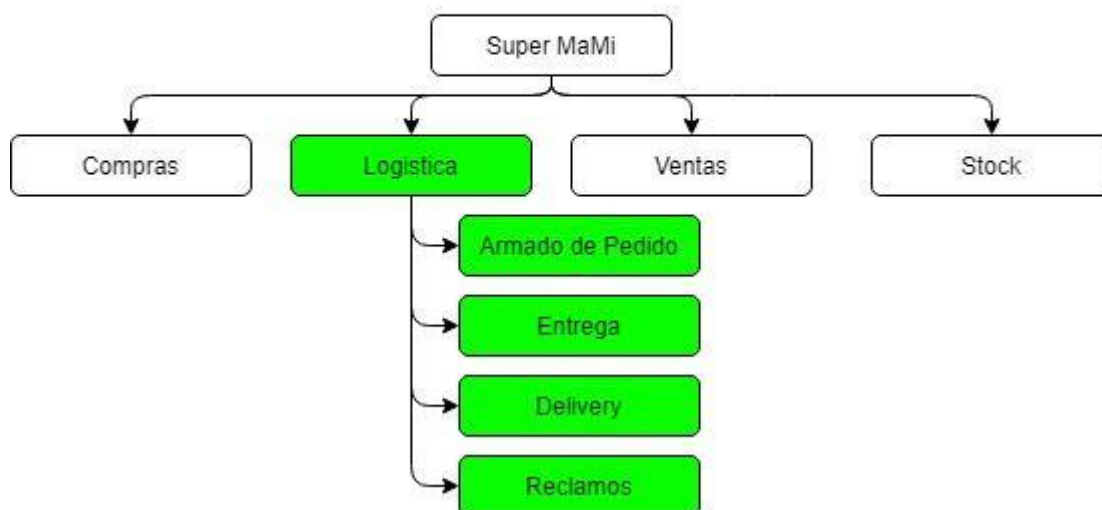 Super MaMi
Compras
Logistica
Ventas
Stock
Armado de Pedido
Entrega
Delivery
Reclamos